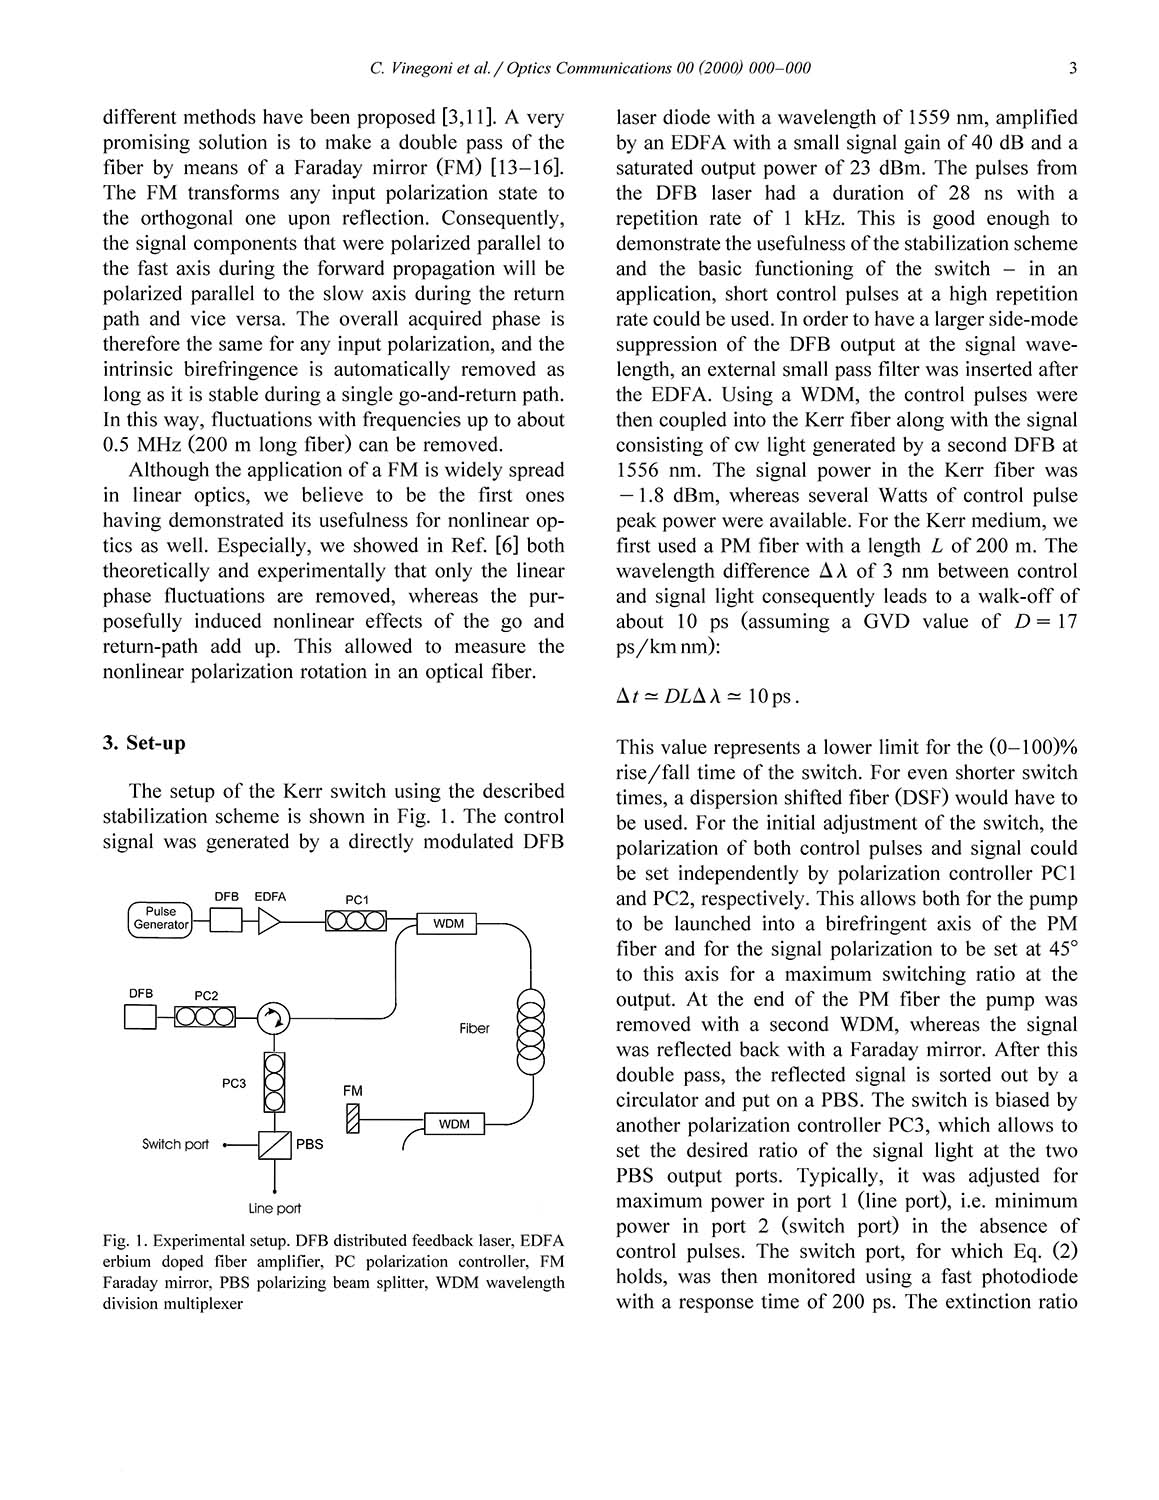 C. Vinegoni et al. / Optics Communications 00 (2000) 000–000
3
different methods have been proposed [3,11]. A very
promising solution is to make a double pass of the
fiber by means of a Faraday mirror (FM) [13–16].
The FM transforms any input polarization state to
the orthogonal one upon reflection. Consequently,
the signal components that were polarized parallel to
the fast axis during the forward propagation will be
polarized parallel to the slow axis during the return
path and vice versa. The overall acquired phase is
therefore the same for any input polarization, and the
intrinsic birefringence is automatically removed as
long as it is stable during a single go-and-return path.
In this way, fluctuations with frequencies up to about
0.5 MHz (200 m long fiber) can be removed.
Although the application of a FM is widely spread
in linear optics, we believe to be the first ones
having demonstrated its usefulness for nonlinear op-
tics as well. Especially, we showed in Ref. [6] both
theoretically and experimentally that only the linear
phase fluctuations are removed, whereas the pur-
posefully induced nonlinear effects of the go and
return-path add up. This allowed to measure the
nonlinear polarization rotation in an optical fiber.
3. Set-up
The setup of the Kerr switch using the described
stabilization scheme is shown in Fig. 1. The control
signal was generated by a directly modulated DFB
DFB EDFA
PC1
Pulse
Generator
WDM
DFB
PC2
Fiber
PC3
FM
WDM
Switch port
PBS
Line port
Fig. 1. Experimental setup. DFB distributed feedback laser, EDFA
erbium doped fiber amplifier, PC polarization controller, FM
Faraday mirror, PBS polarizing beam splitter, WDM wavelength
division multiplexer
laser diode with a wavelength of 1559 nm, amplified
by an EDFA with a small signal gain of 40 dB and a
saturated output power of 23 dBm. The pulses from
the DFB laser had a duration of 28 ns with a
repetition rate of 1 kHz. This is good enough to
demonstrate the usefulness of the stabilization scheme
and the basic functioning of the switch – in an
application, short control pulses at a high repetition
rate could be used. In order to have a larger side-mode
suppression of the DFB output at the signal wave-
length, an external small pass filter was inserted after
the EDFA. Using a WDM, the control pulses were
then coupled into the Kerr fiber along with the signal
consisting of cw light generated by a second DFB at
1556 nm. The signal power in the Kerr fiber was
−1.8 dBm, whereas several Watts of control pulse
peak power were available. For the Kerr medium, we
first used a PM fiber with a length L of 200 m. The
wavelength difference Δλ of 3 nm between control
and signal light consequently leads to a walk-off of
about 10 ps (assuming a GVD value of D = 17
ps/km nm):
Δt ≃ DLΔλ ≃ 10 ps.
This value represents a lower limit for the (0–100)%
rise/fall time of the switch. For even shorter switch
times, a dispersion shifted fiber (DSF) would have to
be used. For the initial adjustment of the switch, the
polarization of both control pulses and signal could
be set independently by polarization controller PC1
and PC2, respectively. This allows both for the pump
to be launched into a birefringent axis of the PM
fiber and for the signal polarization to be set at 45°
to this axis for a maximum switching ratio at the
output. At the end of the PM fiber the pump was
removed with a second WDM, whereas the signal
was reflected back with a Faraday mirror. After this
double pass, the reflected signal is sorted out by a
circulator and put on a PBS. The switch is biased by
another polarization controller PC3, which allows to
set the desired ratio of the signal light at the two
PBS output ports. Typically, it was adjusted for
maximum power in port 1 (line port), i.e. minimum
power in port 2 (switch port) in the absence of
control pulses. The switch port, for which Eq. (2)
holds, was then monitored using a fast photodiode
with a response time of 200 ps. The extinction ratio